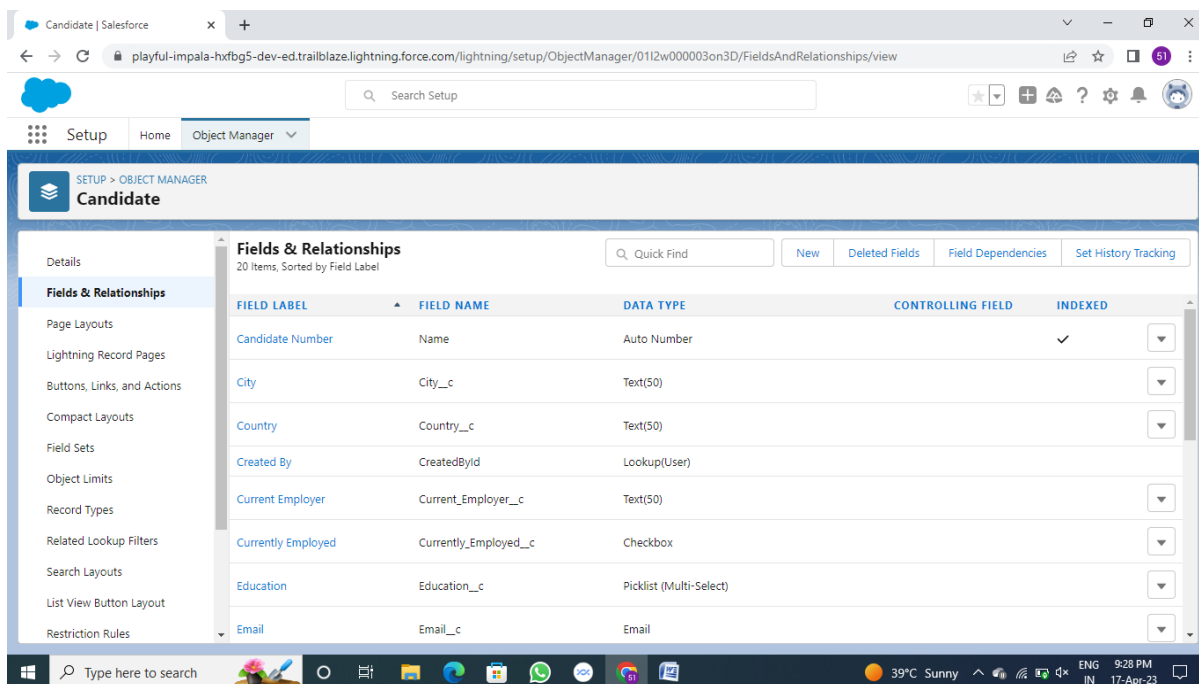 Candidate | Salesforce
playful-impala-hxfbg5-dev-ed.trailblaze.lightning.force.com/lightning/setup/ObjectManager/01I2w000003on3D/FieldsAndRelationships/view
51
Search Setup
Setup Home Object Manager
SETUP > OBJECT MANAGER
Candidate
Details
Fields & Relationships
Page Layouts
Lightning Record Pages
Buttons, Links, and Actions
Compact Layouts
Field Sets
Object Limits
Record Types
Related Lookup Filters
Search Layouts
List View Button Layout
Restriction Rules
Fields & Relationships
20 Items, Sorted by Field Label
Quick Find New Deleted Fields Field Dependencies Set History Tracking
FIELD LABEL FIELD NAME DATA TYPE CONTROLLING FIELD INDEXED
Candidate Number Name Auto Number
City City__c Text(50)
Country Country__c Text(50)
Created By CreatedById Lookup(User)
Current Employer Current_Employer__c Text(50)
Currently Employed Currently_Employed__c Checkbox
Education Education__c Picklist (Multi-Select)
Email Email__c Email
Type here to search 51 39°C Sunny ENG 9:28 PM
IN 17-Apr-23